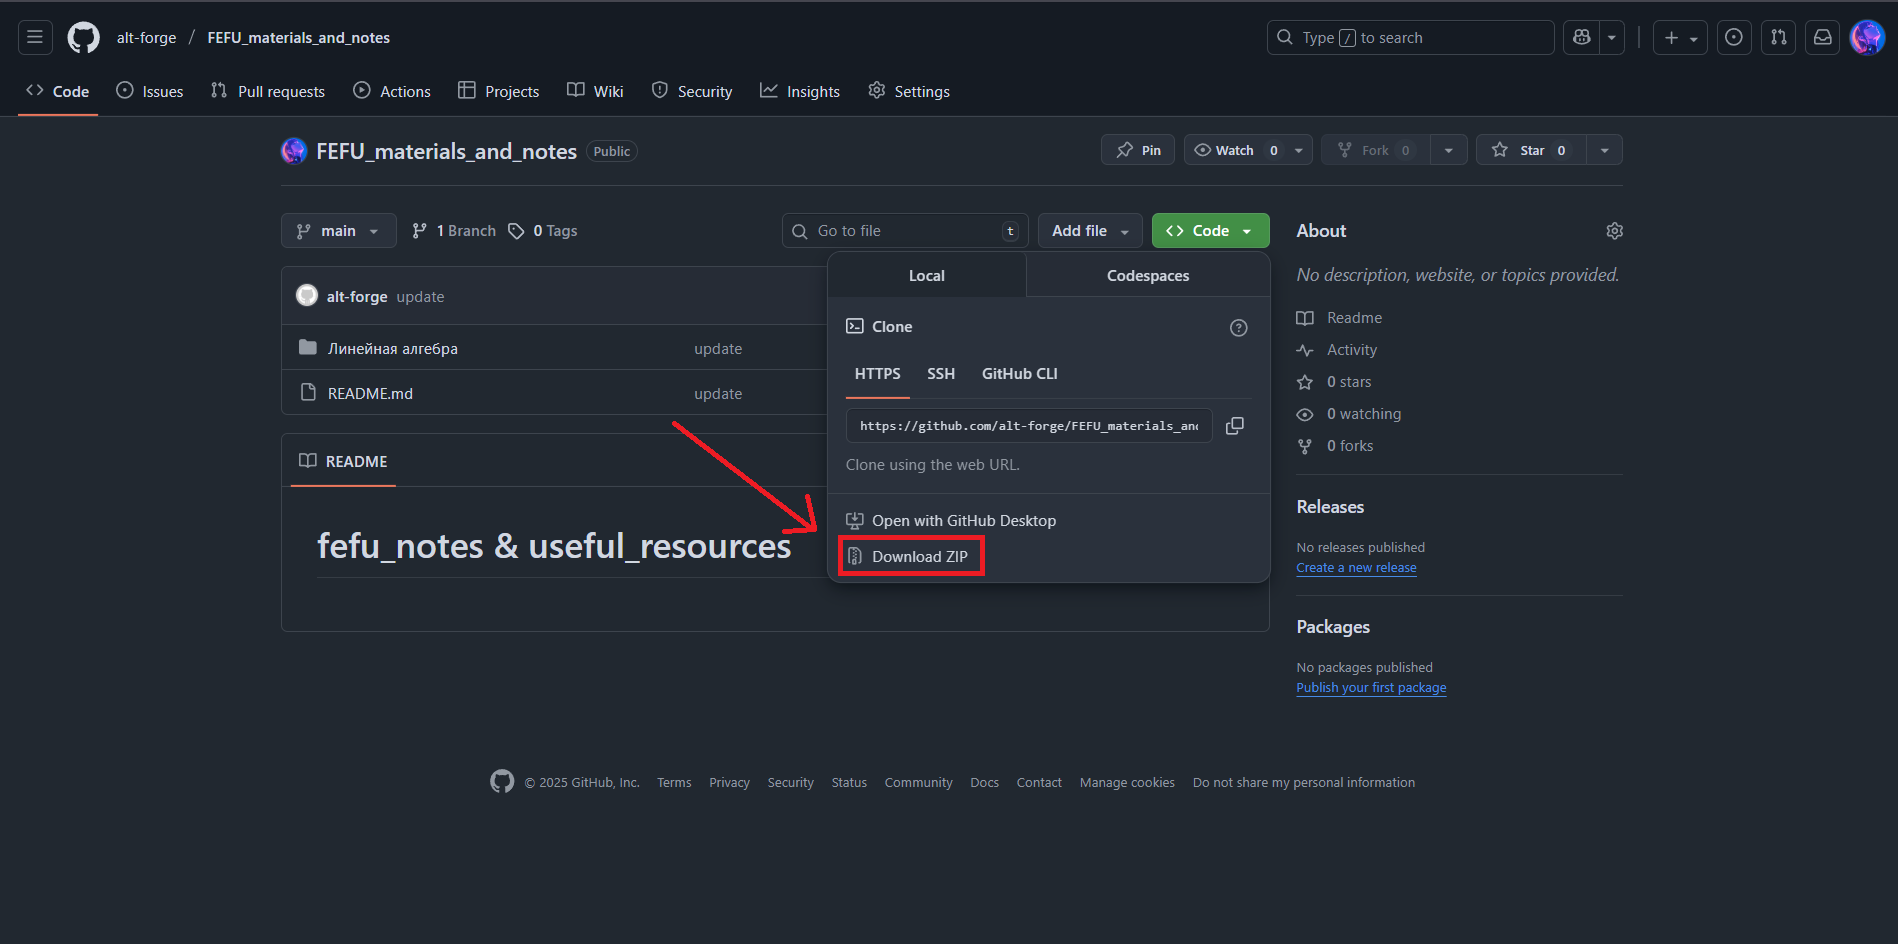 alt-forge / FEFU_materials_and_notes
Type / to search
Code Issues Pull requests Actions Projects Wiki Security Insights Settings
FEFU_materials_and_notes Public
Pin Watch 0 Fork 0 Star 0
main 1 Branch 0 Tags
Go to file t Add file Code
alt-forge update
Линейная алгебра update
README.md update
README
fefu_notes & useful_resources
Local Codespaces
Clone
HTTPS SSH GitHub CLI
https://github.com/alt-forge/FEFU_materials_and
Clone using the web URL.
Open with GitHub Desktop
Download ZIP
About
No description, website, or topics provided.
Readme
Activity
0 stars
0 watching
0 forks
Releases
No releases published
Create a new release
Packages
No packages published
Publish your first package
© 2025 GitHub, Inc. Terms Privacy Security Status Community Docs Contact Manage cookies Do not share my personal information